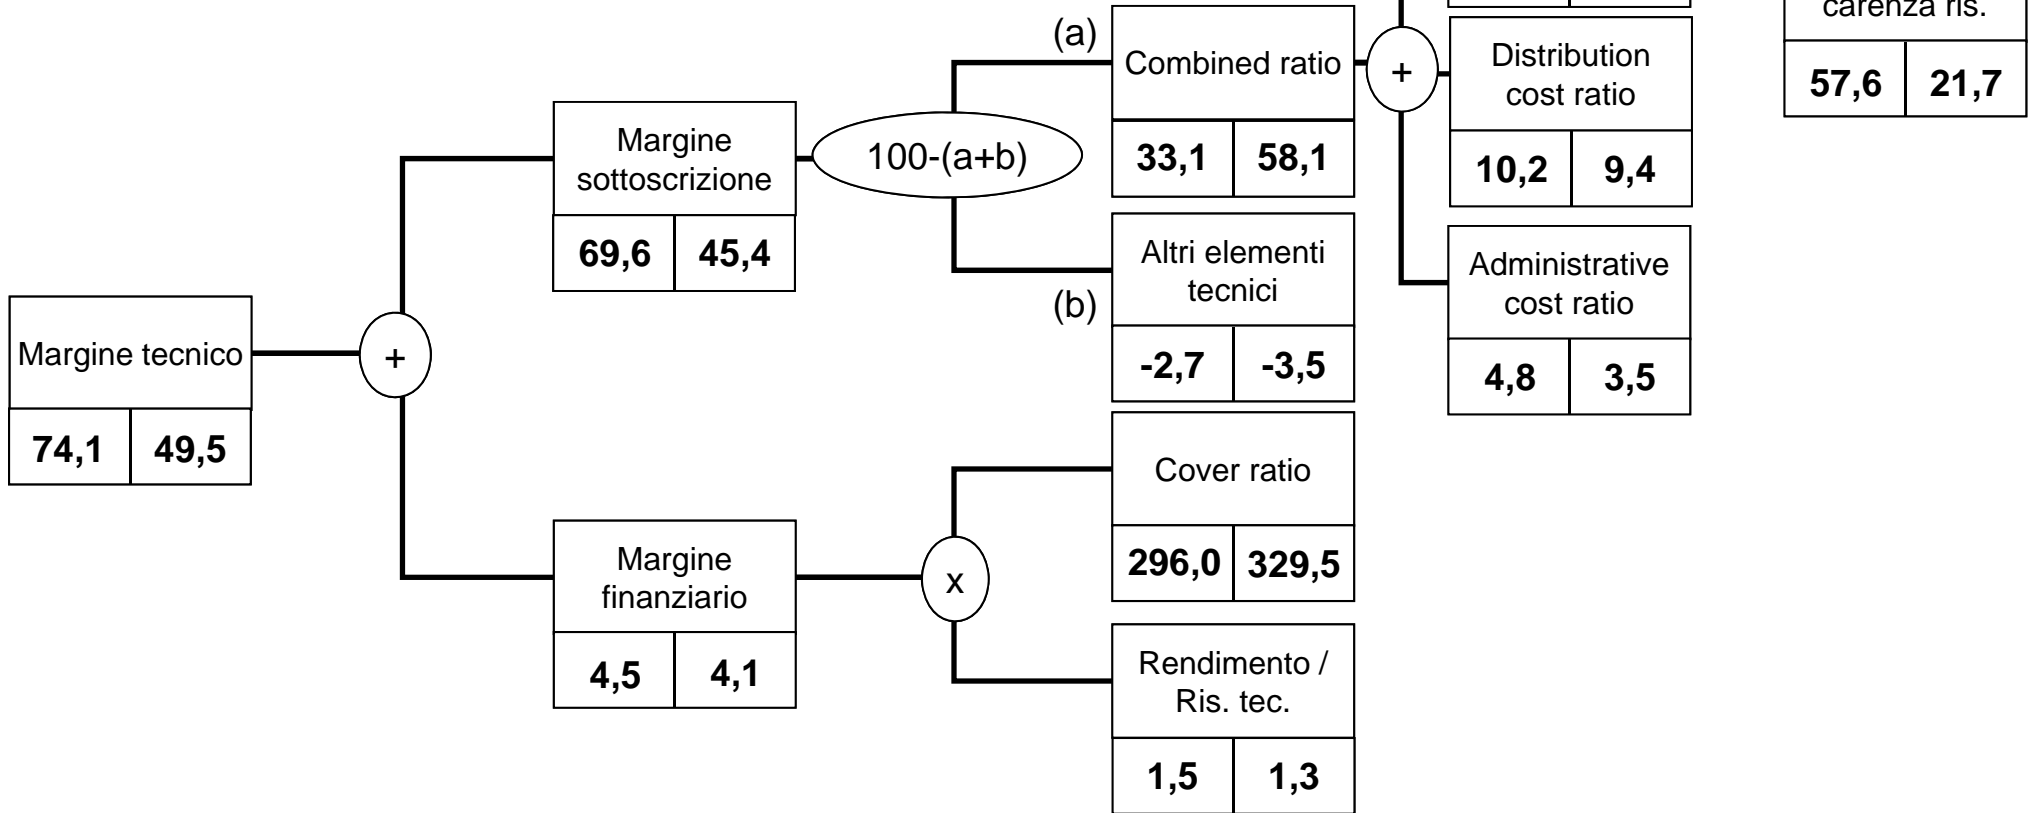 carenza ris.
57,6 21,7
(a)
Combined ratio
33,1 58,1
+
Distribution
cost ratio
10,2 9,4
Margine
sottoscrizione
69,6 45,4
100-(a+b)
Altri elementi
tecnici
(b)
-2,7 -3,5
Administrative
cost ratio
4,8 3,5
Margine tecnico
74,1 49,5
+
Cover ratio
296,0 329,5
Margine
finanziario
4,5 4,1
x
Rendimento /
Ris. tec.
1,5 1,3